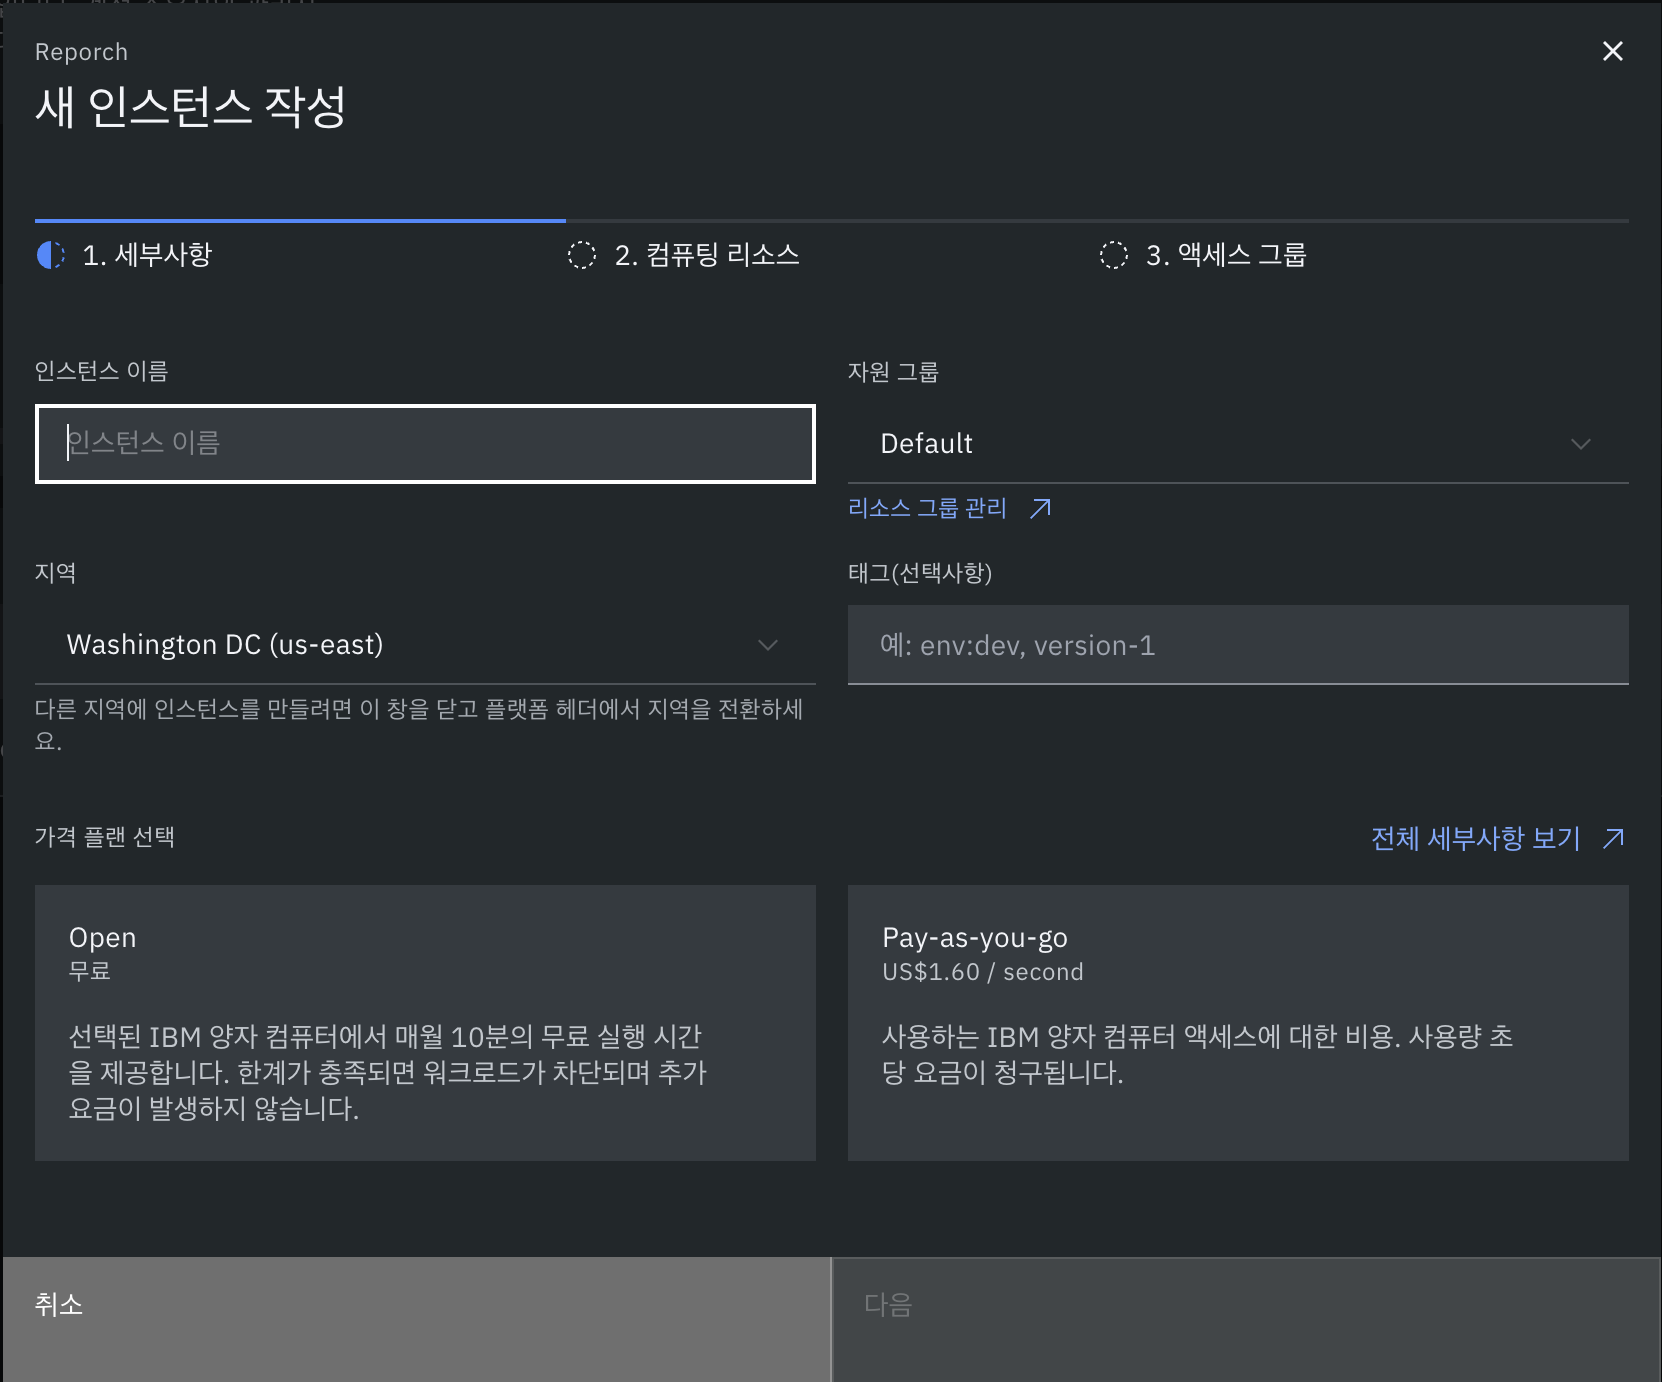 Reporch
새 인스턴스 작성
1. 세부사항
2. 컴퓨팅 리소스
3. 액세스 그룹
인스턴스 이름
인스턴스 이름
자원 그룹
Default
리소스 그룹 관리
지역
Washington DC (us-east)
다른 지역에 인스턴스를 만들려면 이 창을 닫고 플랫폼 헤더에서 지역을 전환하세
요.
태그(선택사항)
예: env:dev, version-1
가격 플랜 선택
전체 세부사항 보기
Open
무료
선택된 IBM 양자 컴퓨터에서 매월 10분의 무료 실행 시간
을 제공합니다. 한계가 충족되면 워크로드가 차단되며 추가
요금이 발생하지 않습니다.
Pay-as-you-go
US$1.60 / second
사용하는 IBM 양자 컴퓨터 액세스에 대한 비용. 사용량 초
당 요금이 청구됩니다.
취소
다음